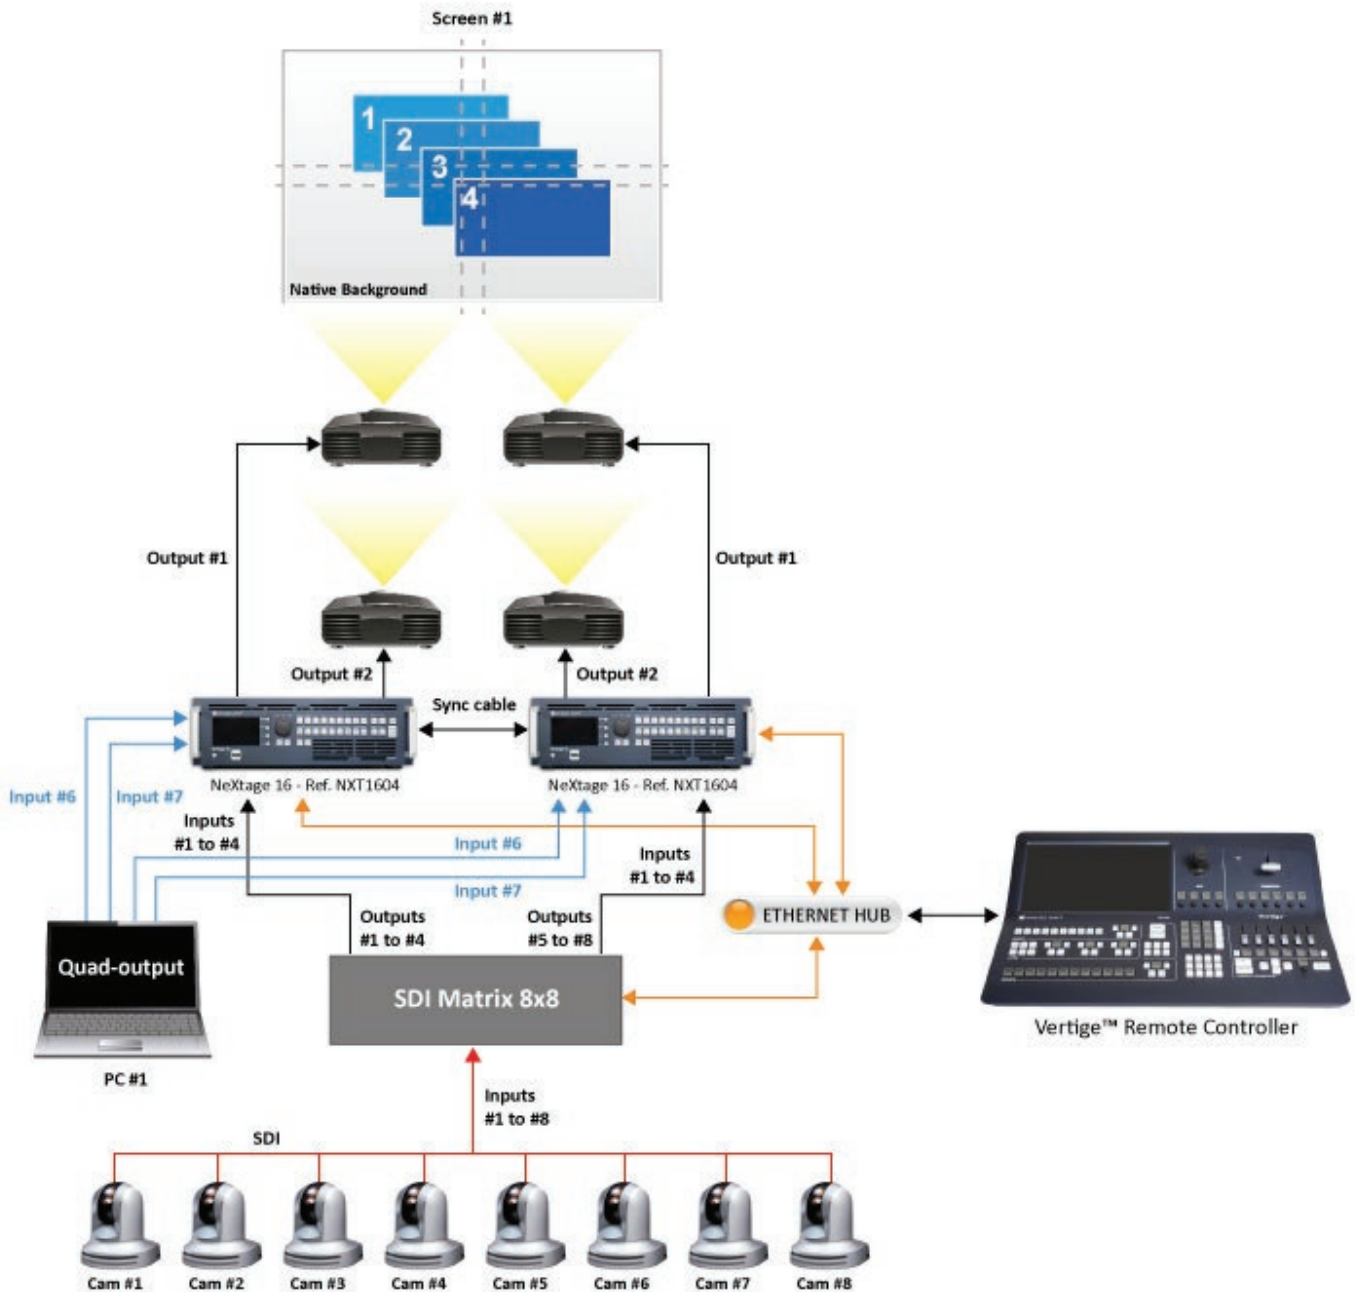 Screen #1
1
2
3
4
Native Background
Output #1
Output #1
Output #2
Output #2
Sync cable
NeXtage 16 - Ref. NXT1604
NeXtage 16 - Ref. NXT1604
Input #6
Input #7
Inputs
#1 to #4
Input #6
Inputs
#1 to #4
Input #7
Outputs
#1 to #4
Outputs
#5 to #8
ETHERNET HUB
Quad-output
SDI Matrix 8x8
Vertige™ Remote Controller
PC #1
Inputs
#1 to #8
SDI
Cam #1
Cam #2
Cam #3
Cam #4
Cam #5
Cam #6
Cam #7
Cam #8